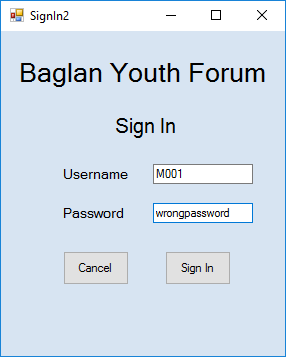 SignIn2
Baglan Youth Forum
Sign In
Username M001
Password wrongpassword
Cancel Sign In